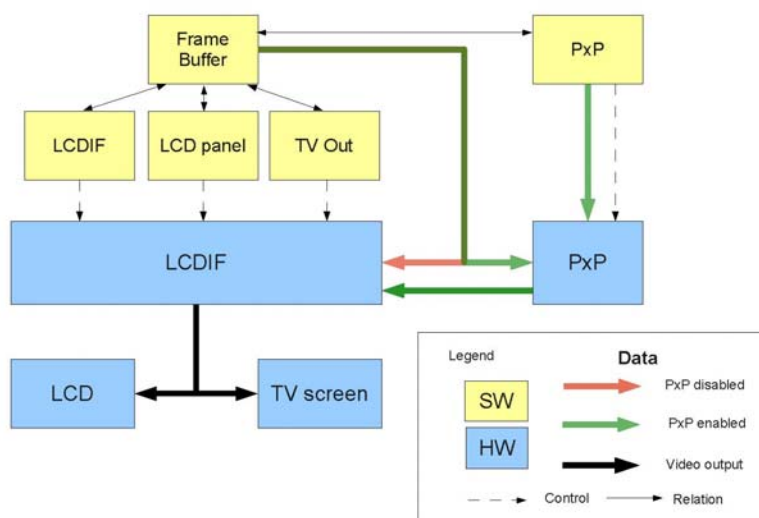 Frame
Buffer
PxP
LCDIF
LCD panel
TV Out
LCDIF
PxP
LCD
TV screen
Legend
Data
SW
PxP disabled
PxP enabled
HW
Video output
Control
Relation